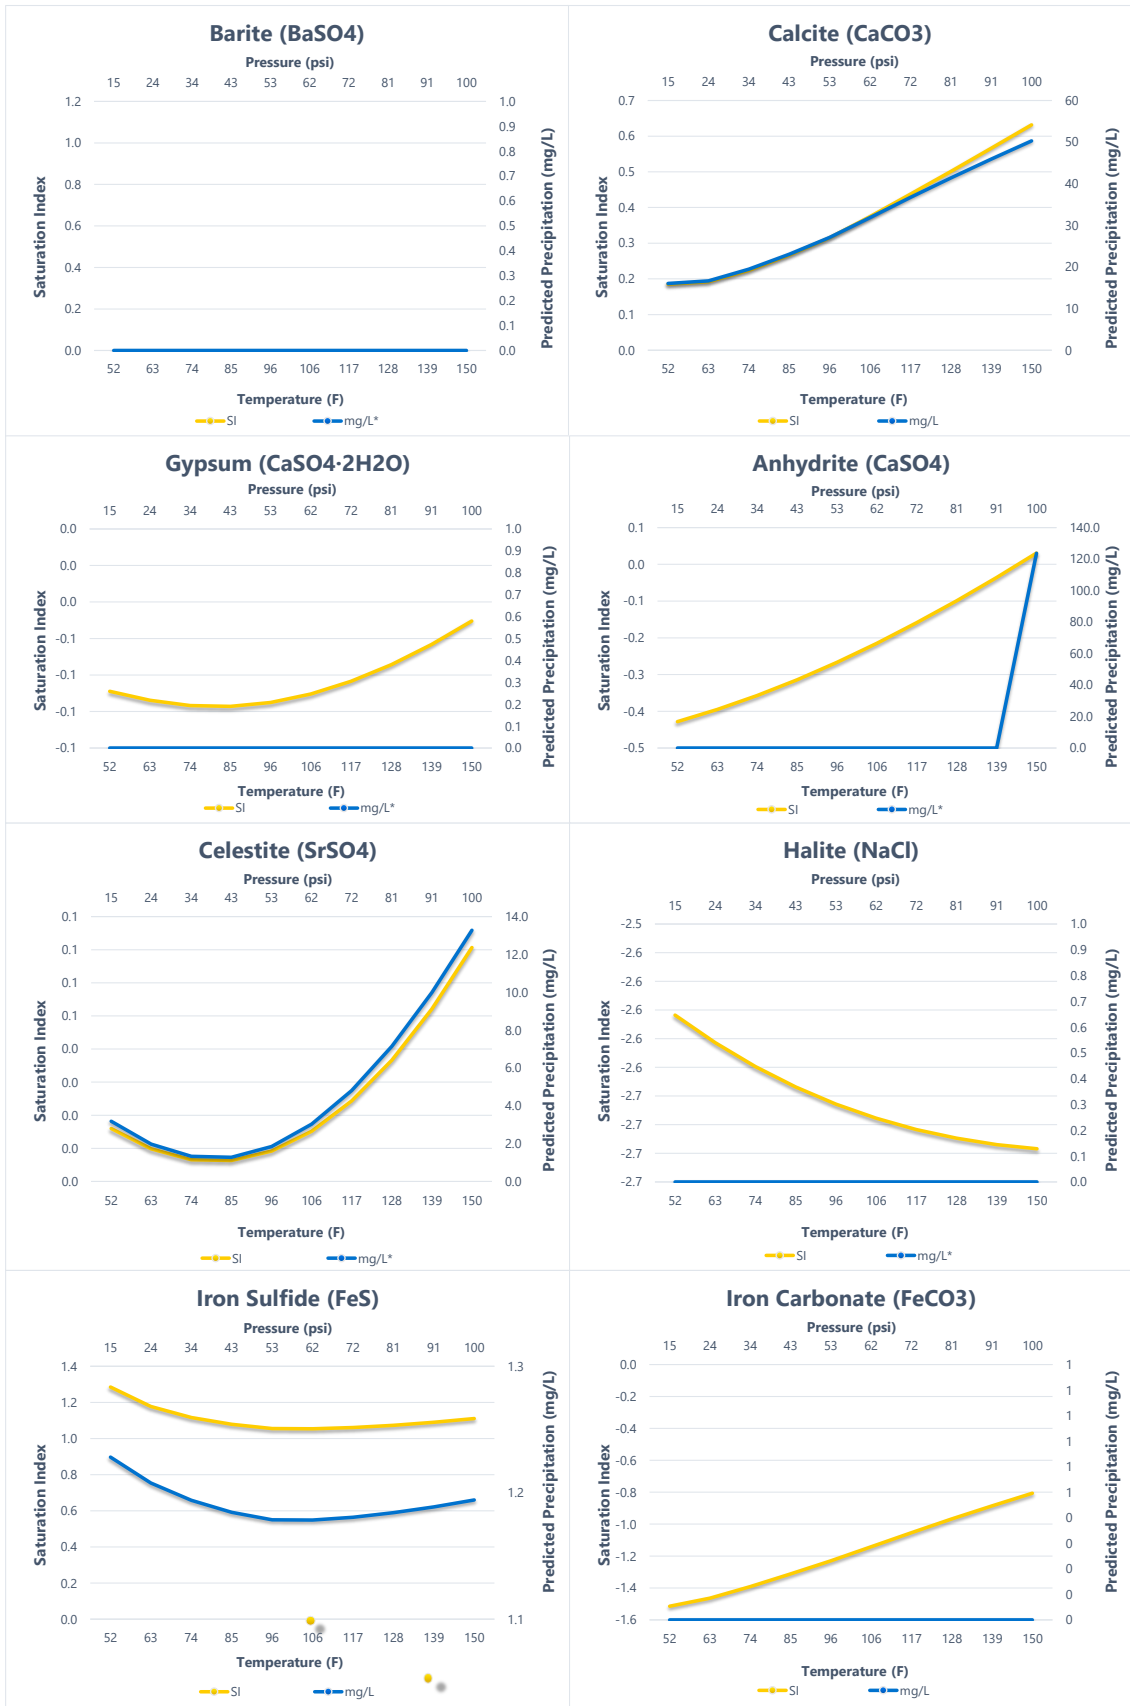 Barite (BaSO4)
Pressure (psi)
15 24 34 43 53 62 72 81 91 100
1.2
1.0
0.8
0.6
0.4
0.2
0.0
Saturation Index
1.0
0.9
0.8
0.7
0.6
0.5
0.4
0.3
0.2
0.1
0.0
Predicted Precipitation (mg/L)
52 63 74 85 96 106 117 128 139 150
Temperature (F)
SI mg/L*
Calcite (CaCO3)
Pressure (psi)
15 24 34 43 53 62 72 81 91 100
0.7
0.6
0.5
0.4
0.3
0.2
0.1
0.0
Saturation Index
60
50
40
30
20
10
0
Predicted Precipitation (mg/L)
52 63 74 85 96 106 117 128 139 150
Temperature (F)
SI mg/L
Gypsum (CaSO4·2H2O)
Pressure (psi)
15 24 34 43 53 62 72 81 91 100
0.0
0.0
0.0
-0.1
-0.1
-0.1
-0.1
Saturation Index
1.0
0.9
0.8
0.7
0.6
0.5
0.4
0.3
0.2
0.1
0.0
Predicted Precipitation (mg/L)
52 63 74 85 96 106 117 128 139 150
Temperature (F)
SI mg/L*
Anhydrite (CaSO4)
Pressure (psi)
15 24 34 43 53 62 72 81 91 100
0.1
0.0
-0.1
-0.2
-0.3
-0.4
-0.5
Saturation Index
140.0
120.0
100.0
80.0
60.0
40.0
20.0
0.0
Predicted Precipitation (mg/L)
52 63 74 85 96 106 117 128 139 150
Temperature (F)
SI mg/L*
Celestite (SrSO4)
Pressure (psi)
15 24 34 43 53 62 72 81 91 100
0.1
0.1
0.1
0.1
0.0
0.0
0.0
0.0
0.0
Saturation Index
14.0
12.0
10.0
8.0
6.0
4.0
2.0
0.0
Predicted Precipitation (mg/L)
52 63 74 85 96 106 117 128 139 150
Temperature (F)
SI mg/L*
Halite (NaCl)
Pressure (psi)
15 24 34 43 53 62 72 81 91 100
-2.5
-2.6
-2.6
-2.6
-2.6
-2.6
-2.7
-2.7
-2.7
-2.7
Saturation Index
1.0
0.9
0.8
0.7
0.6
0.5
0.4
0.3
0.2
0.1
0.0
Predicted Precipitation (mg/L)
52 63 74 85 96 106 117 128 139 150
Temperature (F)
SI mg/L*
Iron Sulfide (FeS)
Pressure (psi)
15 24 34 43 53 62 72 81 91 100
1.4
1.2
1.0
0.8
0.6
0.4
0.2
0.0
Saturation Index
1.3
1.2
1.1
Predicted Precipitation (mg/L)
52 63 74 85 96 106 117 128 139 150
Temperature (F)
SI mg/L
Iron Carbonate (FeCO3)
Pressure (psi)
15 24 34 43 53 62 72 81 91 100
0.0
-0.2
-0.4
-0.6
-0.8
-1.0
-1.2
-1.4
-1.6
Saturation Index
1
1
1
1
1
1
0
0
0
0
0
Predicted Precipitation (mg/L)
52 63 74 85 96 106 117 128 139 150
Temperature (F)
SI mg/L